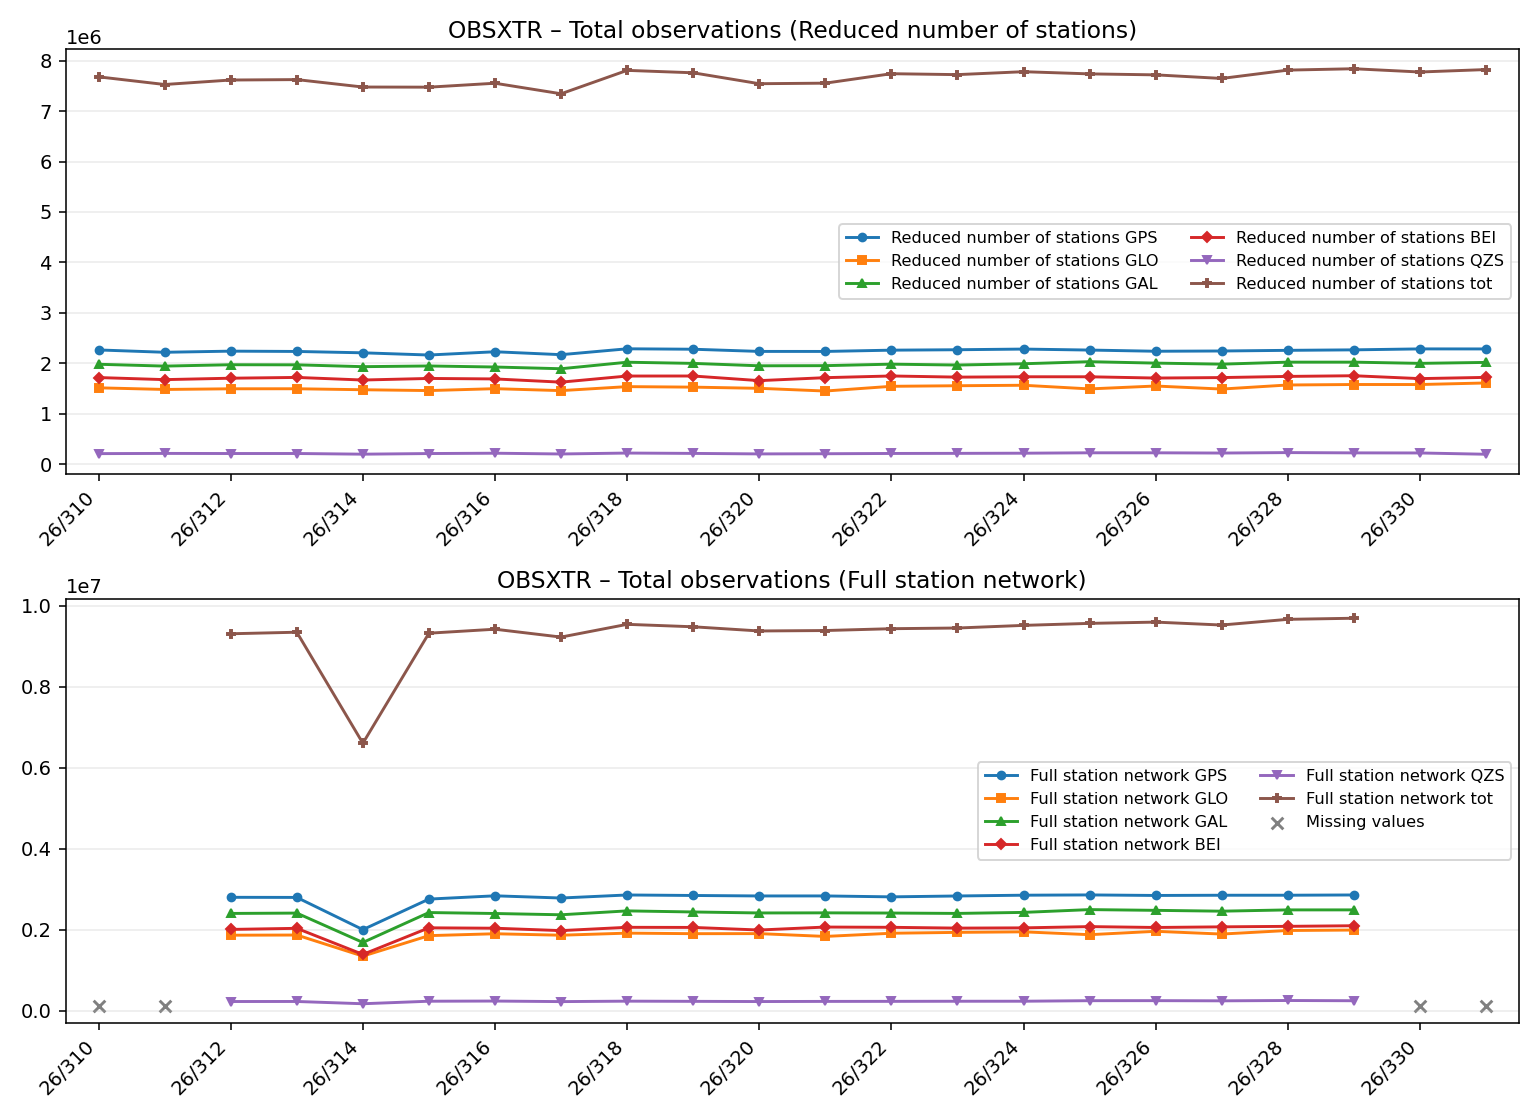 OBSXTR – Total observations (Reduced number of stations)
1e6
8
7
6
5
4
3
2
1
0
Reduced number of stations GPS
Reduced number of stations GLO
Reduced number of stations GAL
Reduced number of stations BEI
Reduced number of stations QZS
Reduced number of stations tot
26/310
26/312
26/314
26/316
26/318
26/320
26/322
26/324
26/326
26/328
26/330
OBSXTR – Total observations (Full station network)
1e7
1.0
0.8
0.6
0.4
0.2
0.0
Full station network GPS
Full station network GLO
Full station network GAL
Full station network BEI
Full station network QZS
Full station network tot
Missing values
26/310
26/312
26/314
26/316
26/318
26/320
26/322
26/324
26/326
26/328
26/330